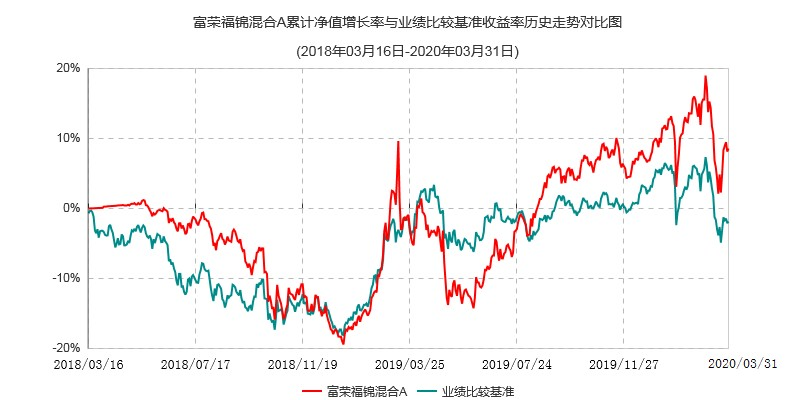 富荣福锦混合A累计净值增长率与业绩比较基准收益率历史走势对比图
(2018年03月16日-2020年03月31日)
20%
10%
0%
-10%
-20%
2018/03/16 2018/07/17 2018/11/19 2019/03/25 2019/07/24 2019/11/27 2020/03/31
富荣福锦混合A 业绩比较基准